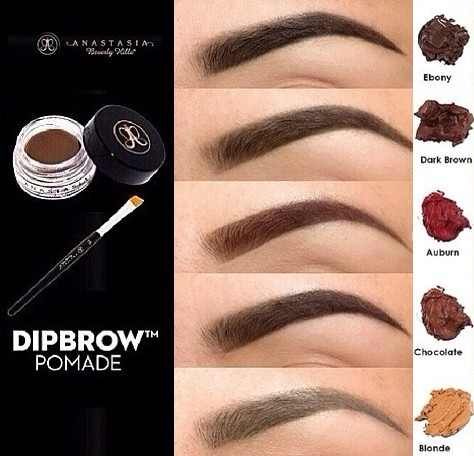 ANASTASIA
Beverly Hills®
DIPBROW™
POMADE
Ebony
Dark Brown
Auburn
Chocolate
Blonde